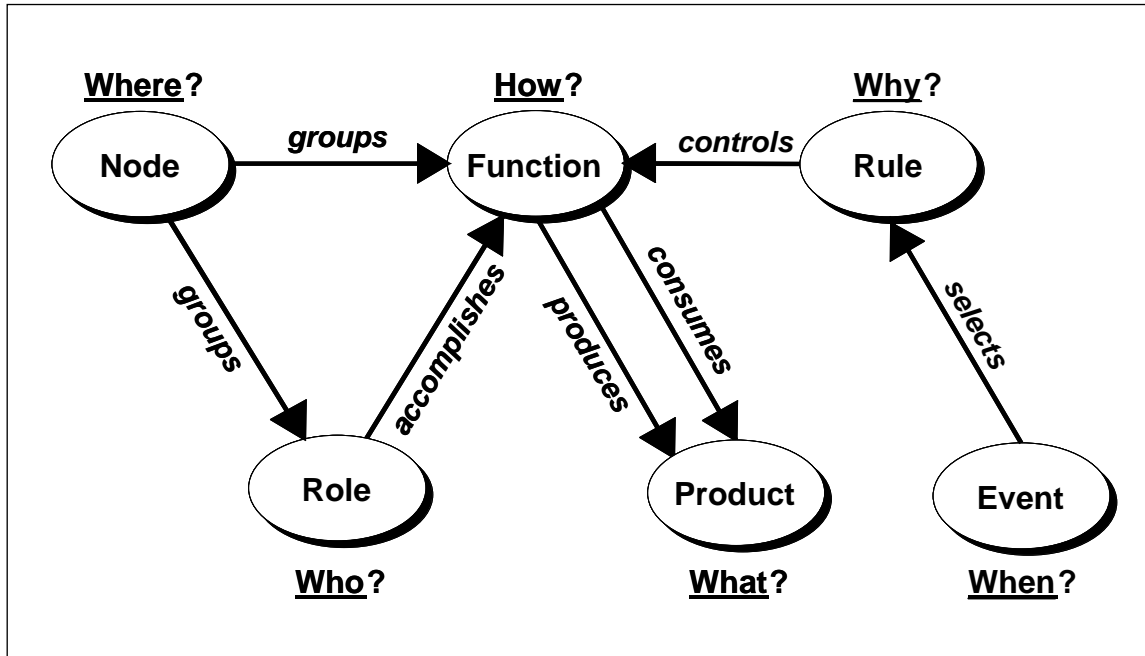 Where? How? Why?
groups controls
Node Function Rule
groups accomplishes produces consumes selects
Role Product Event
Who? What? When?